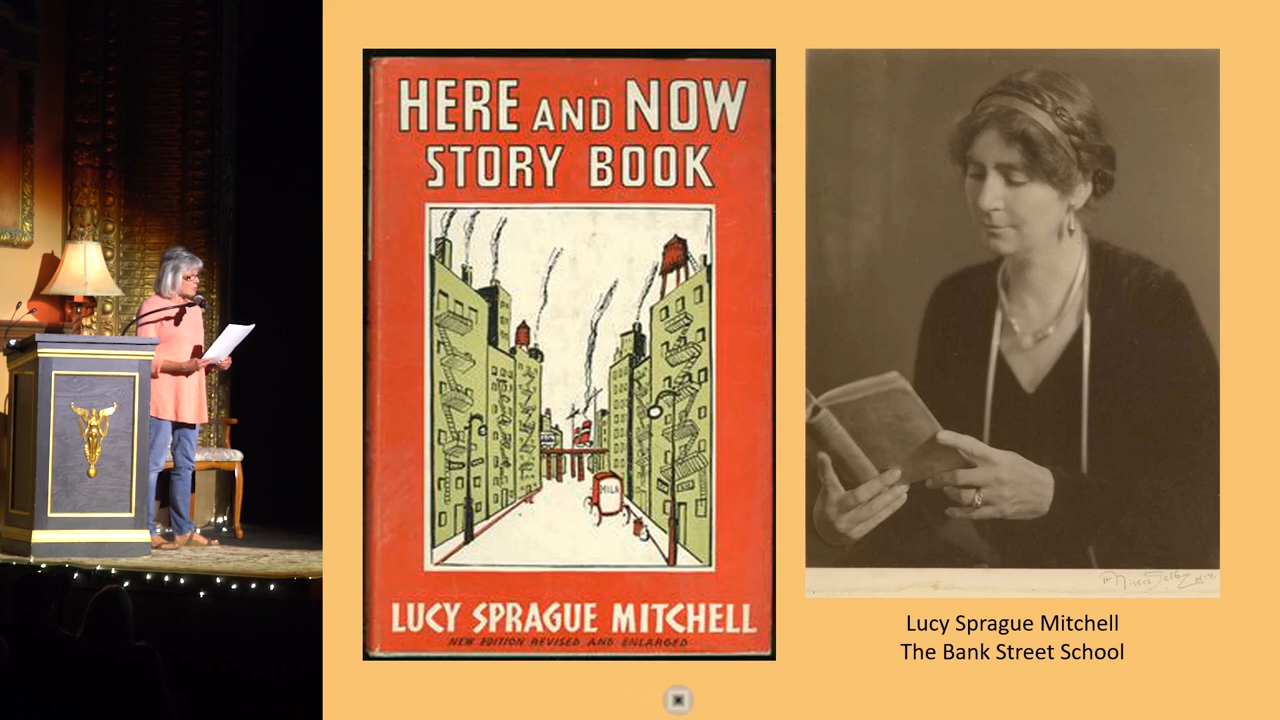 HERE AND NOW
STORY BOOK
MILK
LUCY SPRAGUE MITCHELL
NEW EDITION REVISED AND ENLARGED
Lucy Sprague Mitchell
The Bank Street School